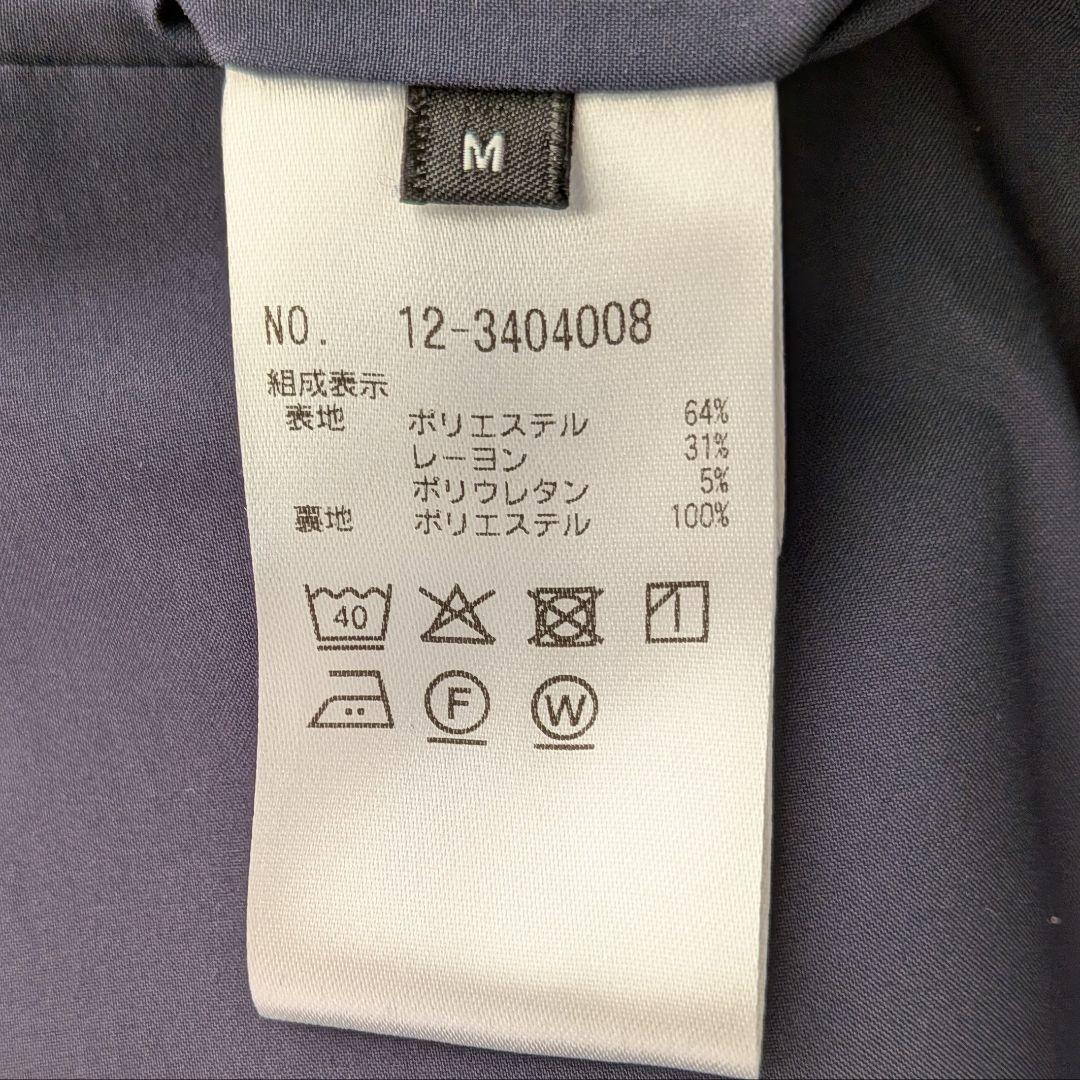 M
NO. 12-3404008
組成表示
表地 ポリエステル 64%
レーヨン 31%
ポリウレタン 5%
裏地 ポリエステル 100%
40
F W